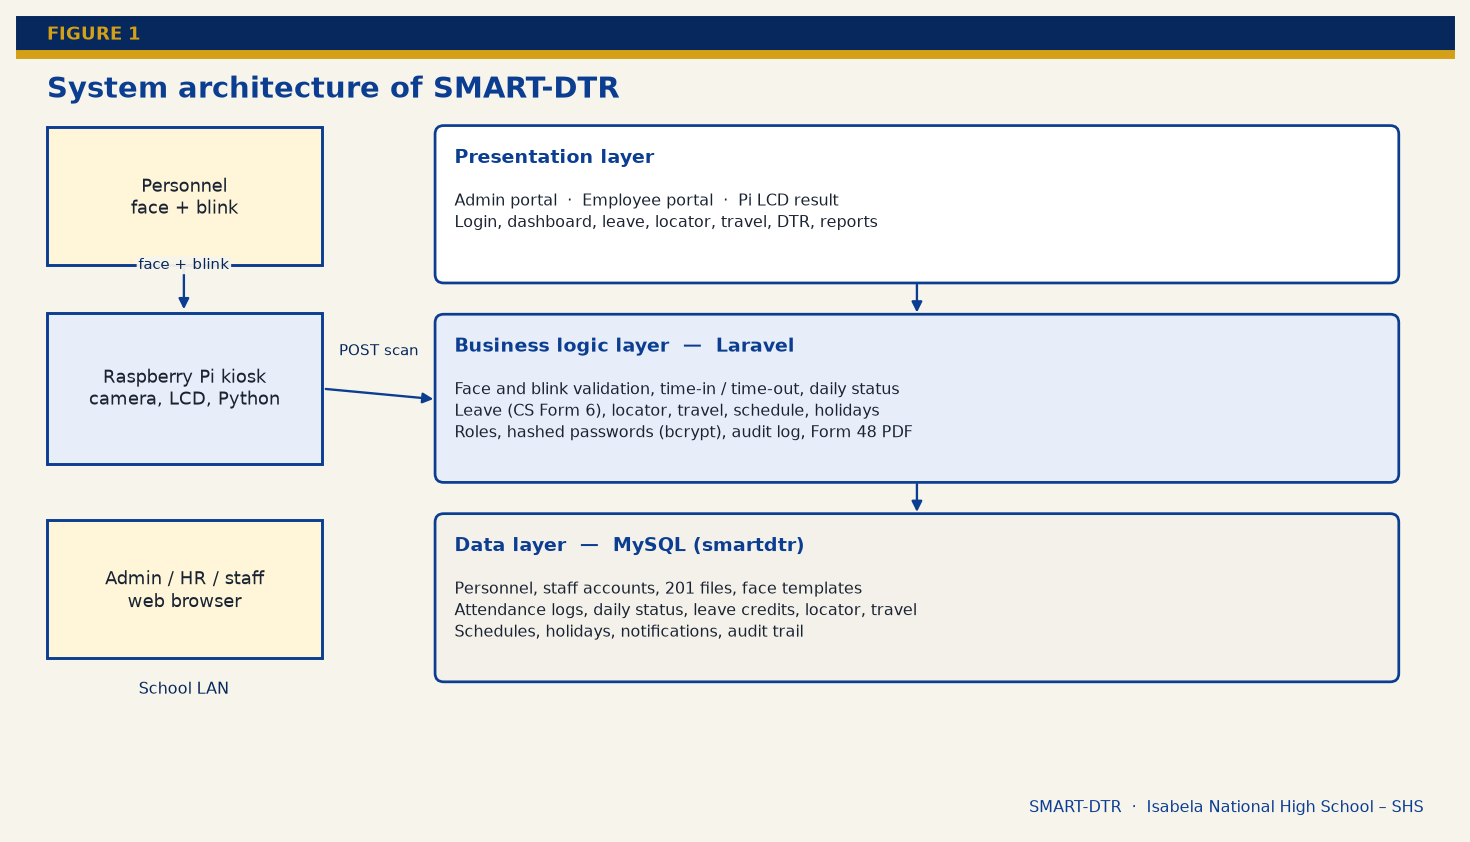 FIGURE 1
System architecture of SMART-DTR
Personnel
face + blink
face + blink
Raspberry Pi kiosk
camera, LCD, Python
POST scan
Admin / HR / staff
web browser
School LAN
Presentation layer
Admin portal · Employee portal · Pi LCD result
Login, dashboard, leave, locator, travel, DTR, reports
Business logic layer — Laravel
Face and blink validation, time-in / time-out, daily status
Leave (CS Form 6), locator, travel, schedule, holidays
Roles, hashed passwords (bcrypt), audit log, Form 48 PDF
Data layer — MySQL (smartdtr)
Personnel, staff accounts, 201 files, face templates
Attendance logs, daily status, leave credits, locator, travel
Schedules, holidays, notifications, audit trail
SMART-DTR · Isabela National High School – SHS